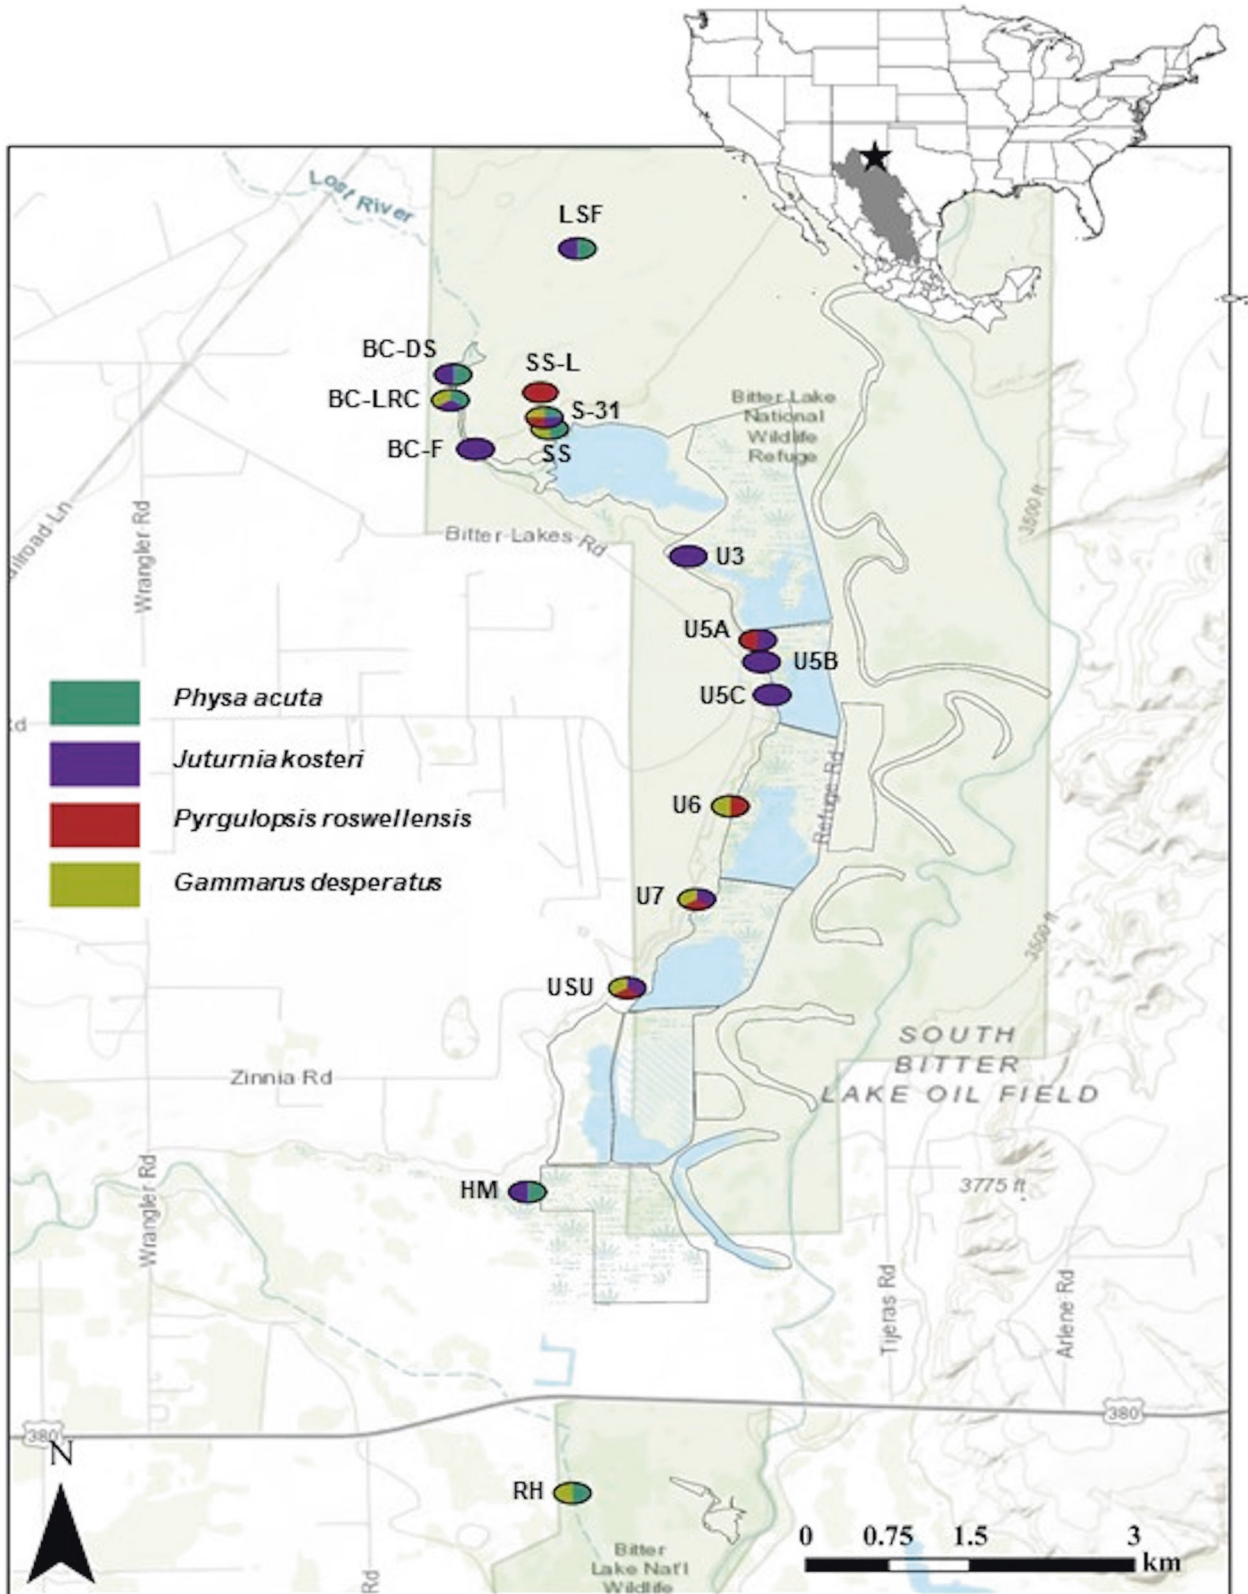 Lost River
LSF
BC-DS
SS-L
BC-LRC
S-31
BC-F
SS
Bitter Lake
National
Wildlife
Refuge
3500 ft
Wrangler Rd
Bitter Lakes Rd
U3
U5A
U5B
U5C
Physa acuta
Juturnia kosteri
Pyrgulopsis roswellensis
Gammarus desperatus
Refuge Rd
U6
U7
3500 ft
USU
SOUTH
BITTER
LAKE OIL FIELD
Zinnia Rd
Wrangler Rd
HM
3775 ft
Tijeras Rd
Arlene Rd
380
380
N
RH
Rd
Bitter
Lake Nat'l
Wildlife
0 0.75 1.5 3
km